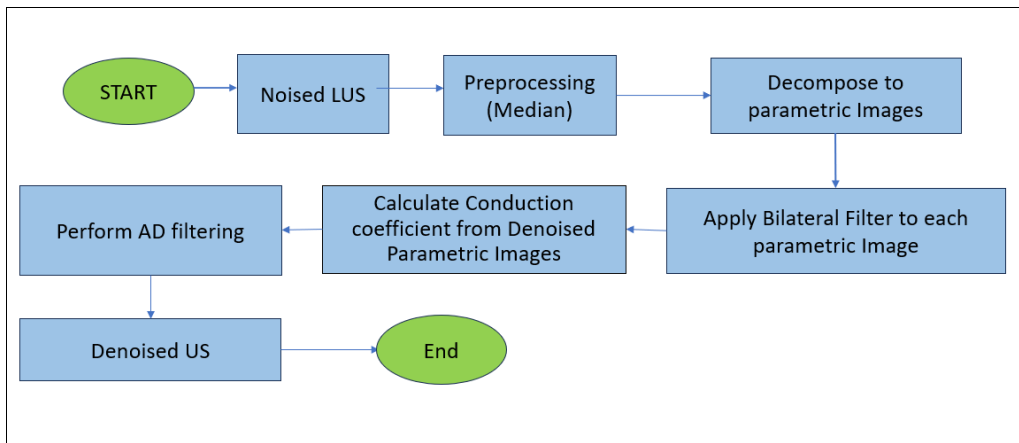 START
Noised LUS
Preprocessing
(Median)
Decompose to
parametric Images
Apply Bilateral Filter to each
parametric Image
Calculate Conduction
coefficient from Denoised
Parametric Images
Perform AD filtering
Denoised US
End